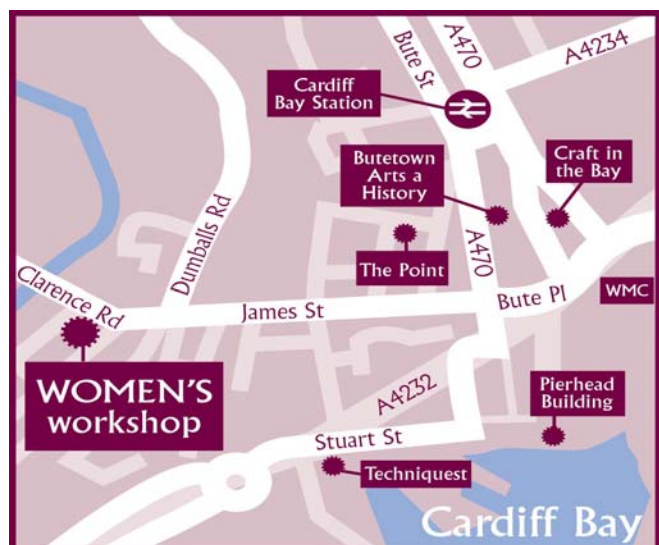 Bute St
A470
A4234
Cardiff
Bay Station
Butetown
Arts a
History
Craft in
the Bay
Dumballs Rd
The Point
A470
Clarence Rd
James St
Bute Pl
WMC
WOMEN'S
workshop
A4232
Pierhead
Building
Stuart St
Techniquest
Cardiff Bay